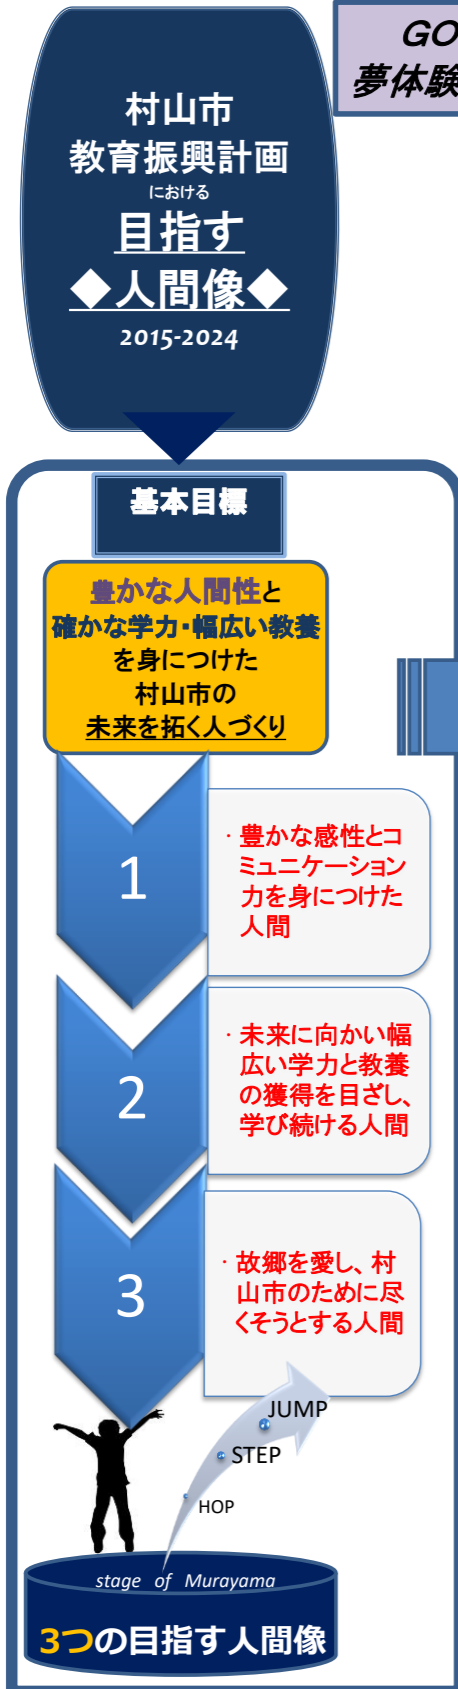 村山市
教育振興計画
における
目指す
◆人間像◆
2015-2024
GO
夢体験
基本目標
豊かな人間性と
確かな学力・幅広い教養
を身につけた
村山市の
未来を拓く人づくり
1
・豊かな感性とコ
ミュニケーション
力を身につけた
人間
2
・未来に向かい幅
広い学力と教養
の獲得を目ざし、
学び続ける人間
3
・故郷を愛し、村
山市のために尽
くそうとする人間
JUMP
STEP
HOP
stage of Murayama
3つの目指す人間像